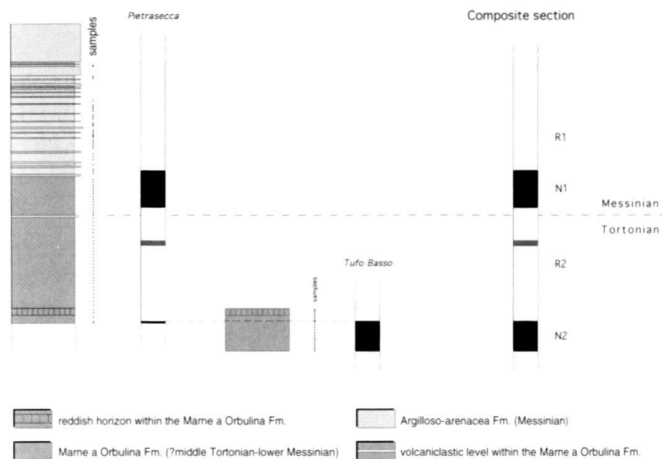 Pietrasecca
Composite section
samples
R1
N1
Messinian
Tortonian
R2
Tufo Basso
samples
N2
reddish horizon within the Marne a Orbulina Fm.
Argilloso-arenacea Fm. (Messinian)
Marne a Orbulina Fm. (?middle Tortonian-lower Messinian)
volcaniclastic level within the Marne a Orbulina Fm.